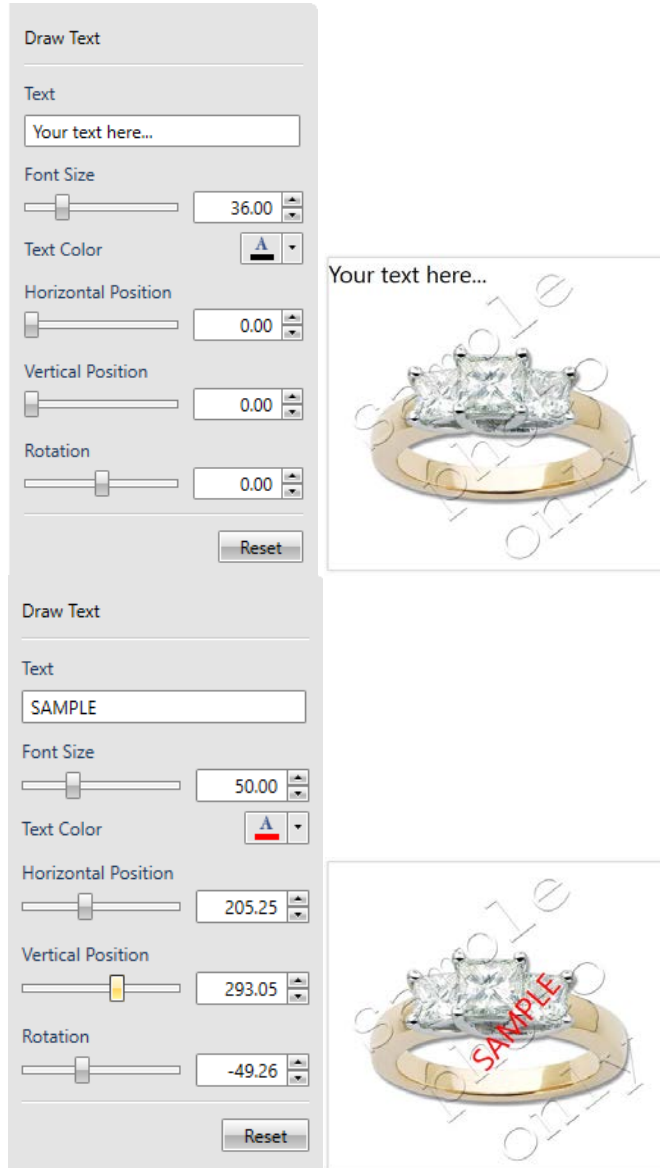 Draw Text
Text
Your text here...
Font Size
36.00
Text Color
A
Horizontal Position
0.00
Vertical Position
0.00
Rotation
0.00
Reset
Your text here...
sample
photo
only
Draw Text
Text
SAMPLE
Font Size
50.00
Text Color
A
Horizontal Position
205.25
Vertical Position
293.05
Rotation
-49.26
Reset
sample
photo
only
SAMPLE